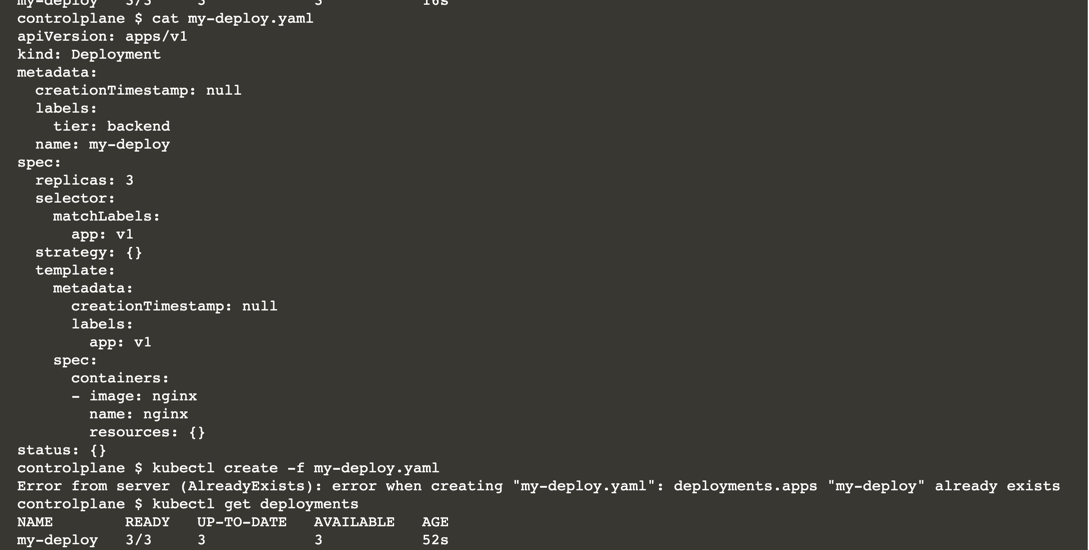 my-deploy   3/3     3            3           16s
controlplane $ cat my-deploy.yaml
apiVersion: apps/v1
kind: Deployment
metadata:
  creationTimestamp: null
  labels:
    tier: backend
  name: my-deploy
spec:
  replicas: 3
  selector:
    matchLabels:
      app: v1
  strategy: {}
  template:
    metadata:
      creationTimestamp: null
      labels:
        app: v1
    spec:
      containers:
      - image: nginx
        name: nginx
        resources: {}
status: {}
controlplane $ kubectl create -f my-deploy.yaml
Error from server (AlreadyExists): error when creating "my-deploy.yaml": deployments.apps "my-deploy" already exists
controlplane $ kubectl get deployments
NAME        READY   UP-TO-DATE   AVAILABLE   AGE
my-deploy   3/3     3            3           52s